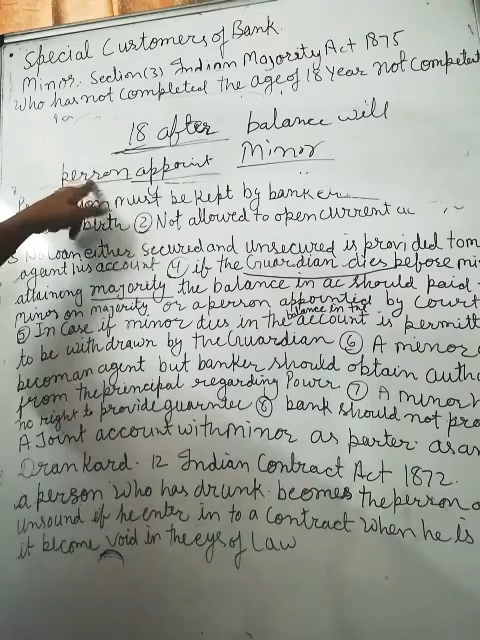 • Special Customers of Bank.
Minor. Section(3) Indian Majority Act 1875
Who has not completed the age of 18 Year not Competent
18 after balance will
perron appoint Minor
must be Kept by banker
birth ② Not allowed to open current a
No loan either secured and unsecured is provided to m
against his account ④ if the Guardian dies before mi
attaining majority the balance in ac should paid
minor on majority or a person appointed by Court
⑤ In Case if minor dies in the balance in the account is permitt
to be withdrawn by the Guardian ⑥ A minor
becoman agent but banker should obtain auth
from the principal regarding Power ⑦ A minor h
no right to provide guarntee ⑧ bank should not pro
A Joint account with minor as parter. as an
Drankard. 12 Indian Contract Act 1872.
a person who has drunk. becomes the person
unsound if he enter in to a Contract when he is
it become void in the eyes of Law